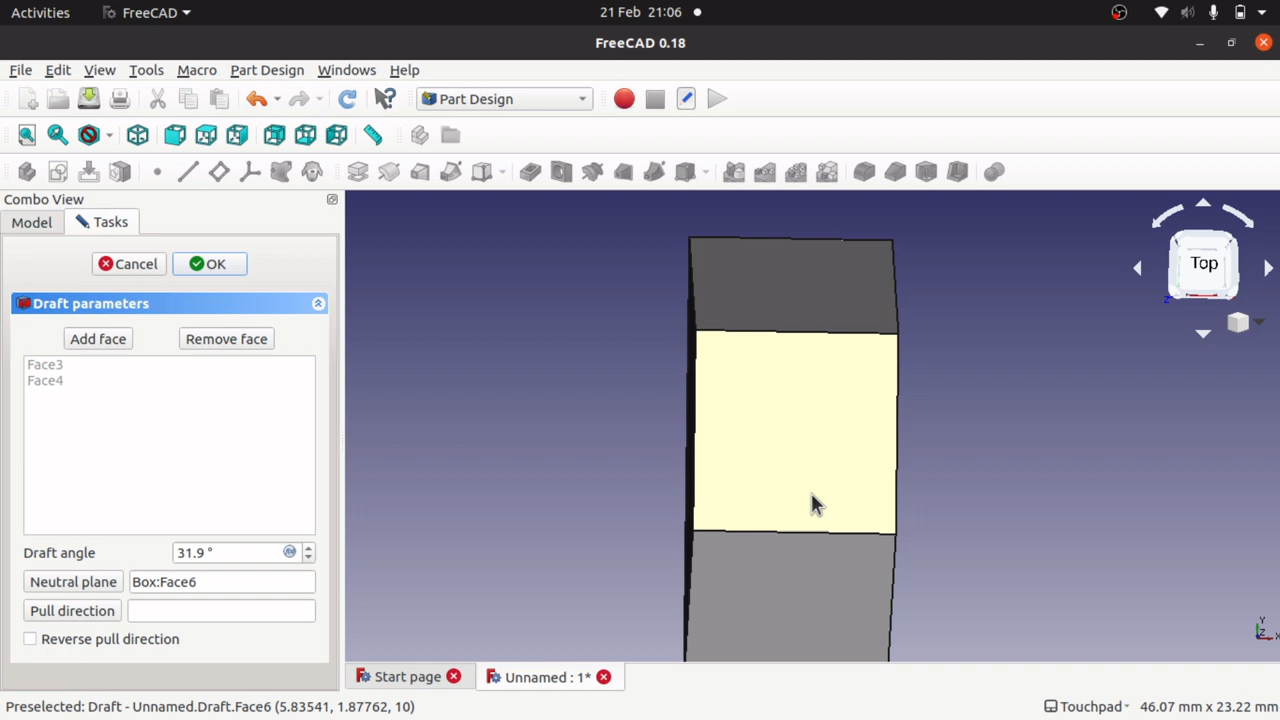 Activities FreeCAD 21 Feb 21:06
FreeCAD 0.18
File Edit View Tools Macro Part Design Windows Help
Part Design
Combo View
Model Tasks
Cancel OK
Draft parameters
Add face Remove face
Face3
Face4
Draft angle 31.9 °
Neutral plane Box:Face6
Pull direction
Reverse pull direction
Top
Z
Y
Z X
Start page Unnamed : 1*
Preselected: Draft - Unnamed.Draft.Face6 (5.83541, 1.87762, 10) Touchpad 46.07 mm x 23.22 mm